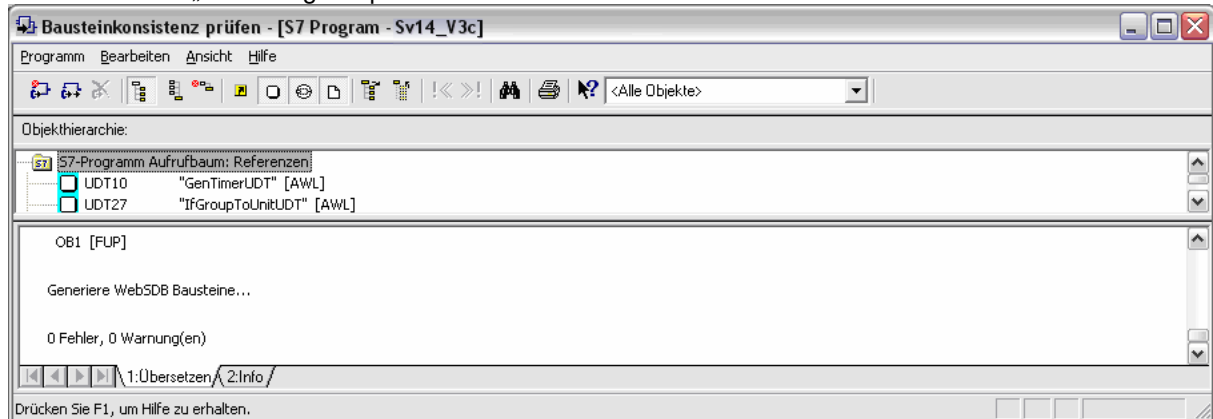 Bausteinkonsistenz prüfen - [S7 Program - Sv14_V3c]
Programm Bearbeiten Ansicht Hilfe
<Alle Objekte>
Objekthierarchie:
S7-Programm Aufrufbaum: Referenzen
UDT10 "GenTimerUDT" [AWL]
UDT27 "IfGroupToUnitUDT" [AWL]
OB1 [FUP]
Generiere WebSDB Bausteine...
0 Fehler, 0 Warnung(en)
1:Übersetzen 2:Info
Drücken Sie F1, um Hilfe zu erhalten.